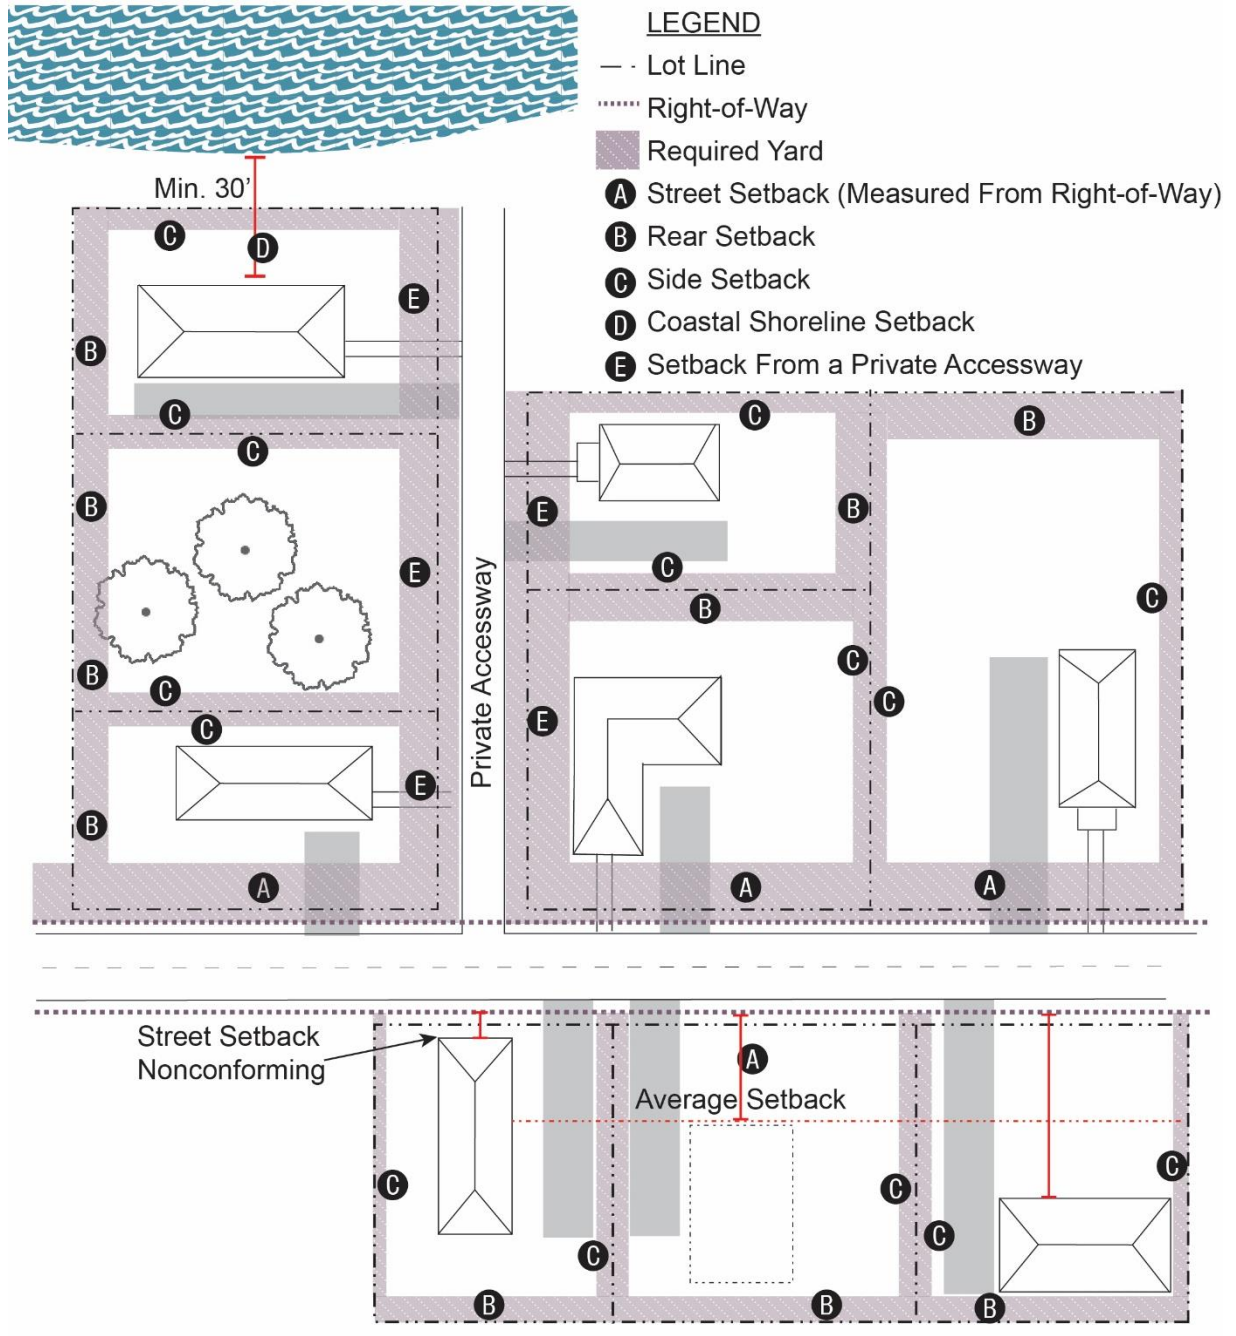 LEGEND
Lot Line
Right-of-Way
Required Yard
A Street Setback (Measured From Right-of-Way)
B Rear Setback
C Side Setback
D Coastal Shoreline Setback
E Setback From a Private Accessway
Min. 30'
C
D
E
B
C
C
B
E
B
C
C
E
B
A
Private Accessway
C
B
E
B
C
B
C
E
C
C
A
A
Street Setback
Nonconforming
A
Average Setback
C
C
C
C
C
B
B
B